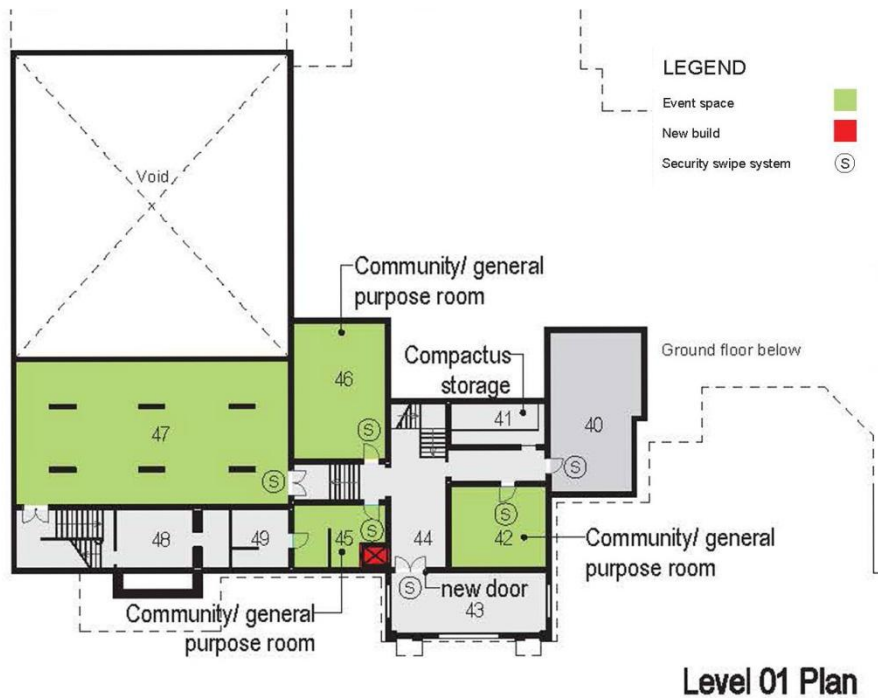 LEGEND
Event space
New build
Security swipe system
S
Void
Community/ general
purpose room
Compactus
storage
Ground floor below
46
41
40
47
S
S
S
S
48
49
45
S
44
42
Community/ general
purpose room
S
new door
43
Community/ general
purpose room
Level 01 Plan